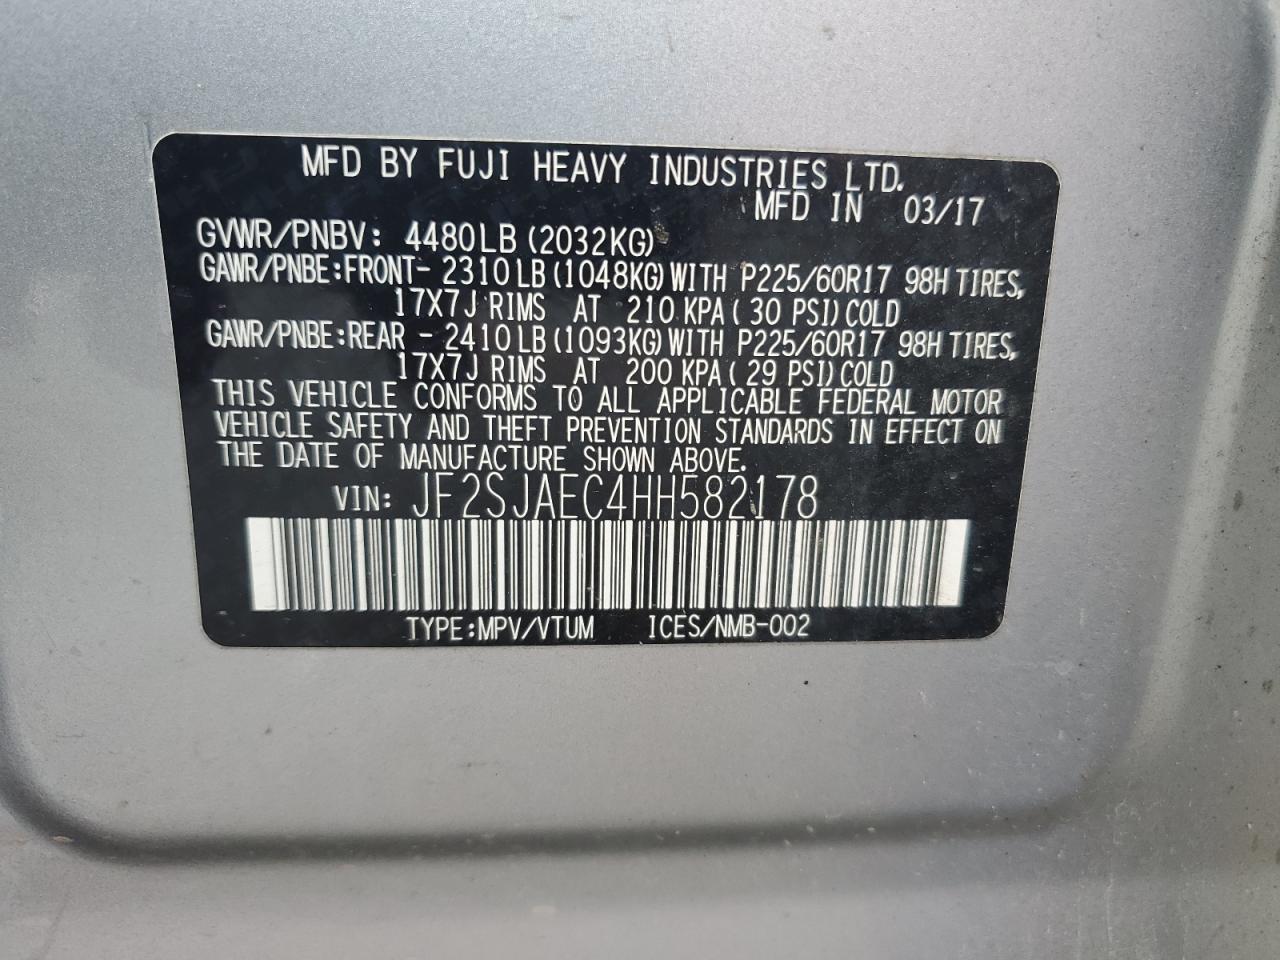 MFD BY FUJI HEAVY INDUSTRIES LTD.
MFD IN 03/17
GVWR/PNBV: 4480LB (2032KG)
GAWR/PNBE:FRONT- 2310LB (1048KG) WITH P225/60R17 98H TIRES,
17X7J RIMS AT 210 KPA ( 30 PSI) COLD
GAWR/PNBE:REAR - 2410LB (1093KG) WITH P225/60R17 98H TIRES,
17X7J RIMS AT 200 KPA ( 29 PSI) COLD
THIS VEHICLE CONFORMS TO ALL APPLICABLE FEDERAL MOTOR
VEHICLE SAFETY AND THEFT PREVENTION STANDARDS IN EFFECT ON
THE DATE OF MANUFACTURE SHOWN ABOVE.
VIN: JF2SJAEC4HH582178
TYPE:MPV/VTUM ICES/NMB-002